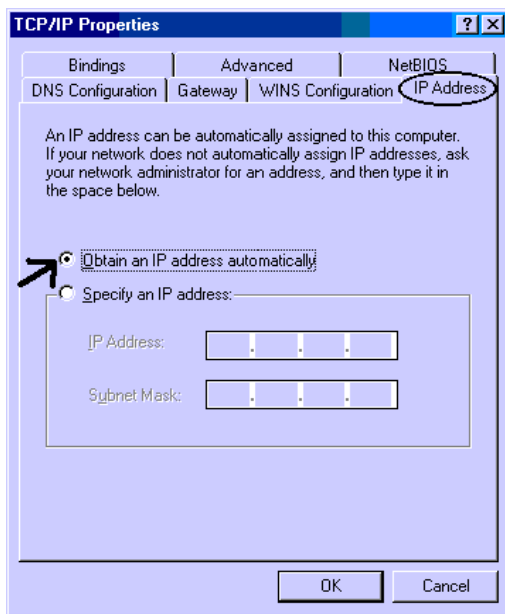 TCP/IP Properties
Bindings Advanced NetBIOS
DNS Configuration Gateway WINS Configuration IP Address
An IP address can be automatically assigned to this computer.
If your network does not automatically assign IP addresses, ask
your network administrator for an address, and then type it in
the space below.
Obtain an IP address automatically
Specify an IP address:
IP Address:
. . .
Subnet Mask:
. . .
OK Cancel